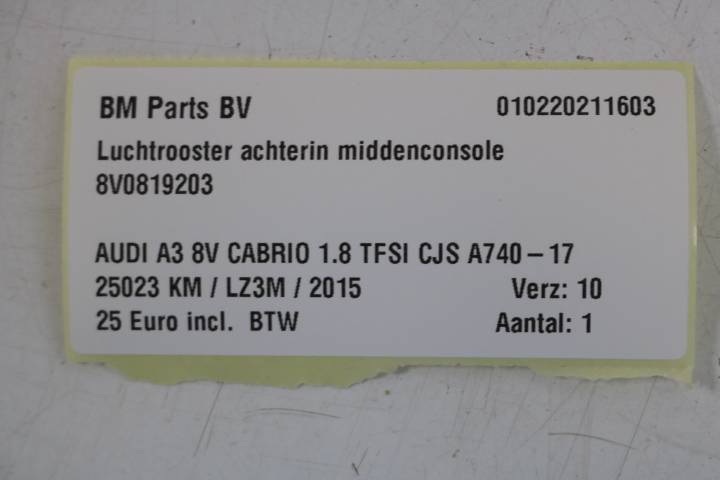 BM Parts BV 010220211603
Luchtrooster achterin middenconsole
8V0819203
AUDI A3 8V CABRIO 1.8 TFSI CJS A740-17
25023 KM / LZ3M / 2015 Verz: 10
25 Euro incl. BTW Aantal: 1